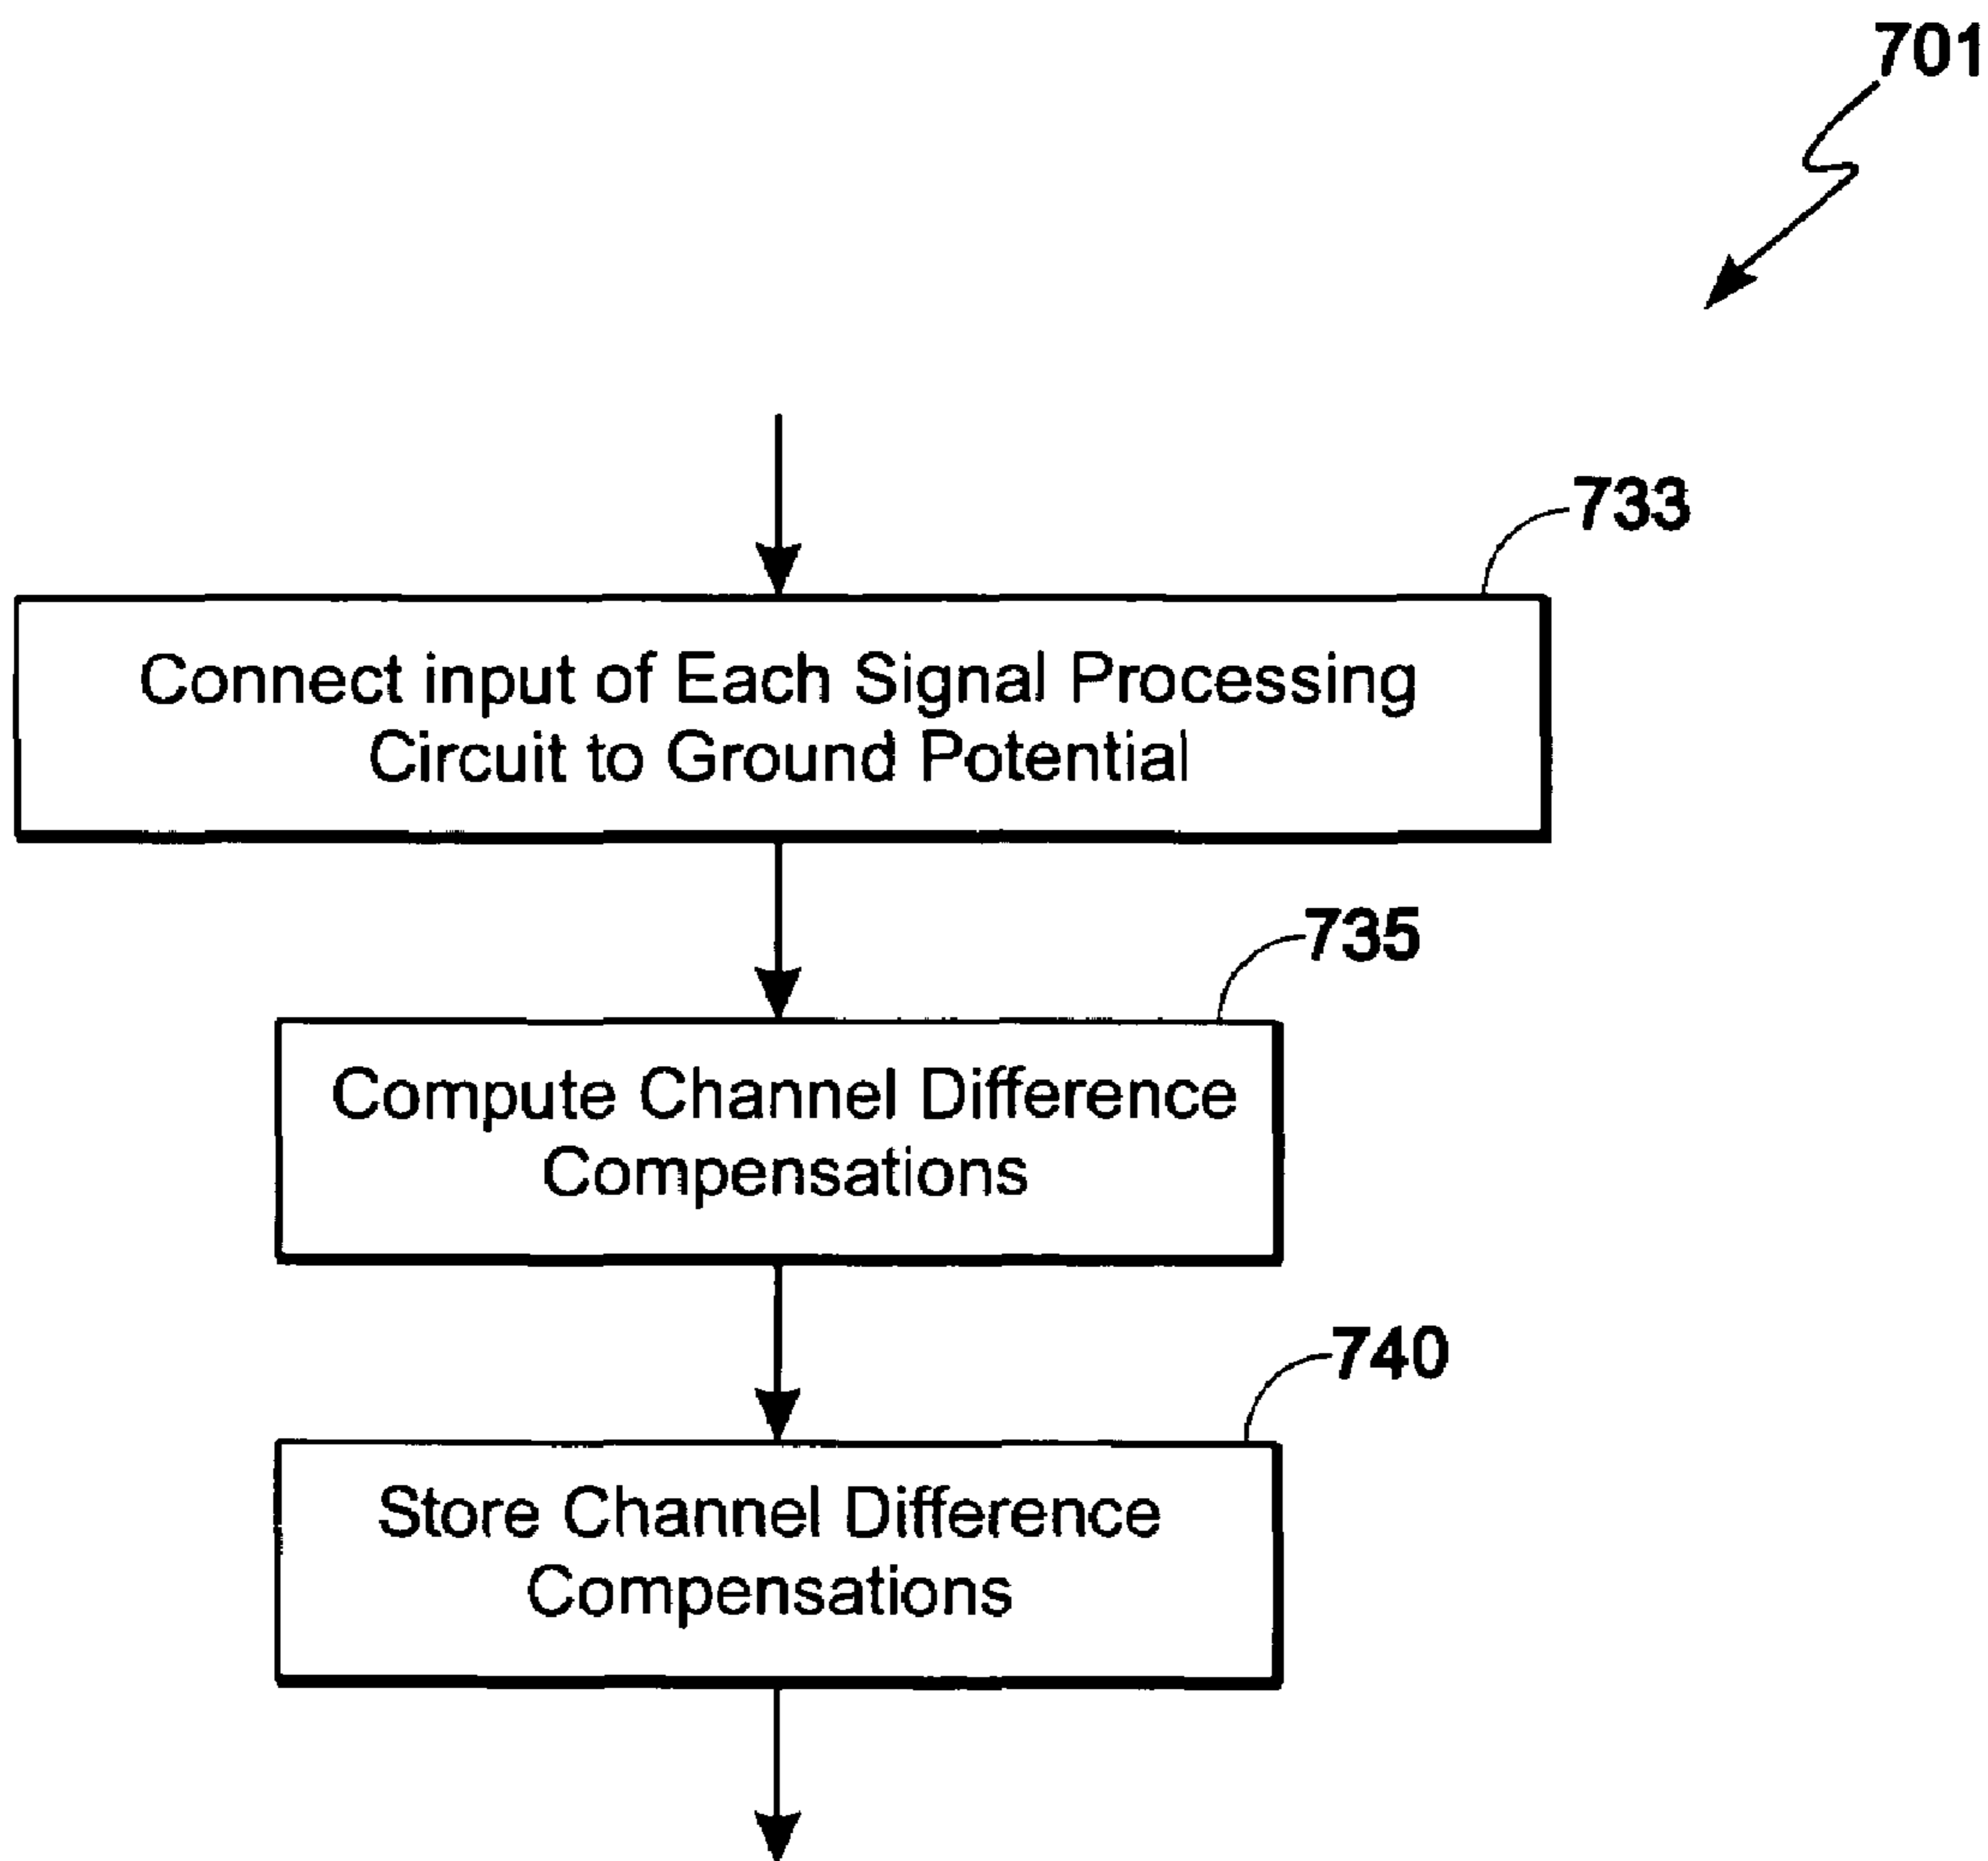 701
733
Connect input of Each Signal Processing
Circuit to Ground Potential
735
Compute Channel Difference
Compensations
740
Store Channel Difference
Compensations